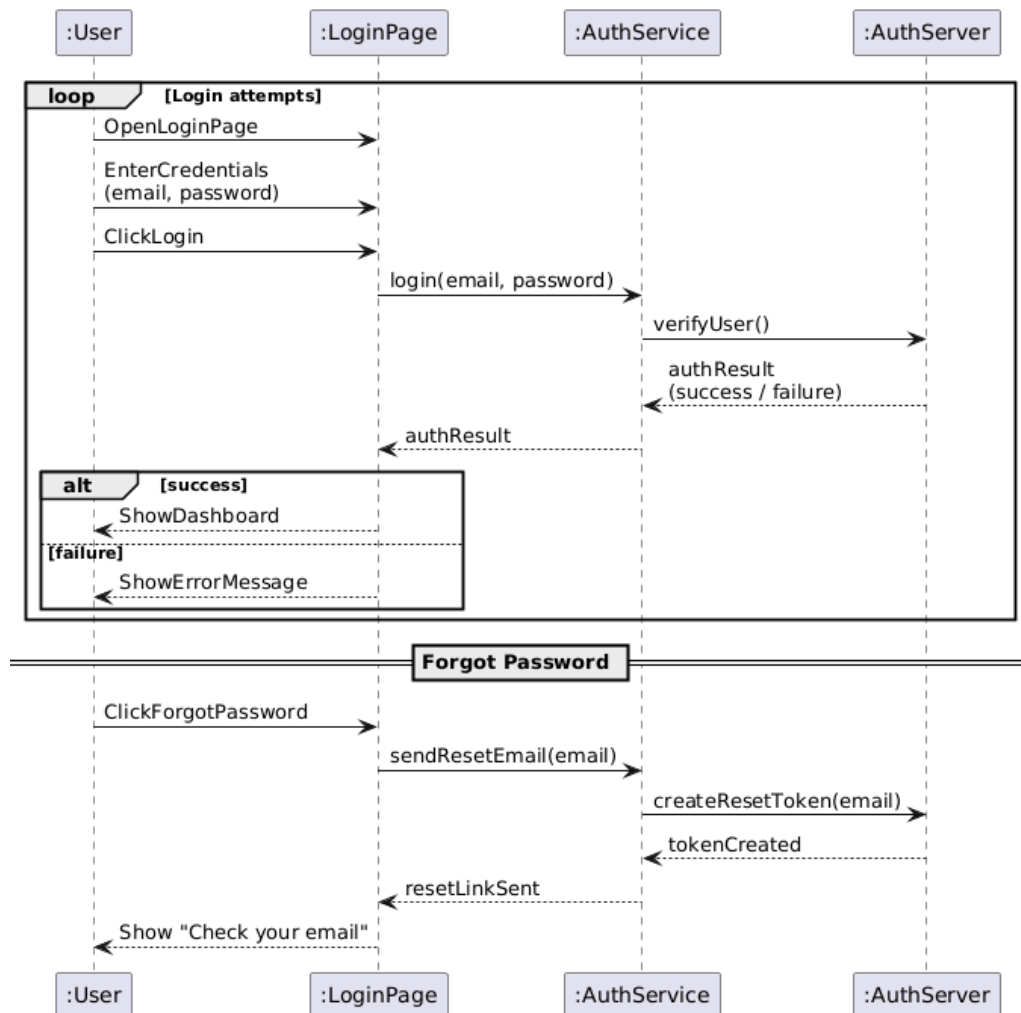 :User :LoginPage :AuthService :AuthServer
loop [Login attempts]
OpenLoginPage
EnterCredentials
(email, password)
ClickLogin
login(email, password)
verifyUser()
authResult
(success / failure)
authResult
alt [success]
ShowDashboard
[failure]
ShowErrorMessage
Forgot Password
ClickForgotPassword
sendResetEmail(email)
createResetToken(email)
tokenCreated
resetLinkSent
Show "Check your email"
:User :LoginPage :AuthService :AuthServer